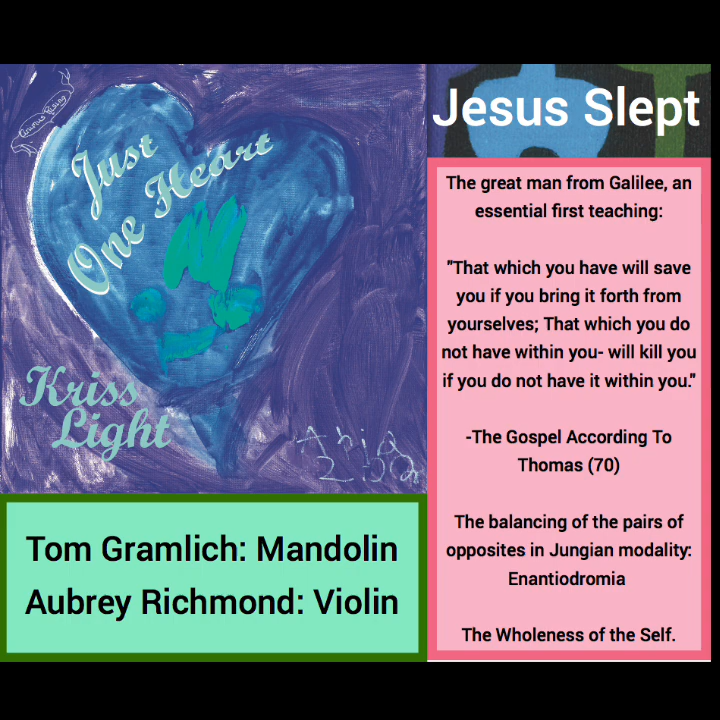 Just
One Heart
Kriss
Light
Jesus Slept
The great man from Galilee, an
essential first teaching:
"That which you have will save
you if you bring it forth from
yourselves; That which you do
not have within you- will kill you
if you do not have it within you."
-The Gospel According To
Thomas (70)
The balancing of the pairs of
opposites in Jungian modality:
Enantiodromia
The Wholeness of the Self.
Tom Gramlich: Mandolin
Aubrey Richmond: Violin